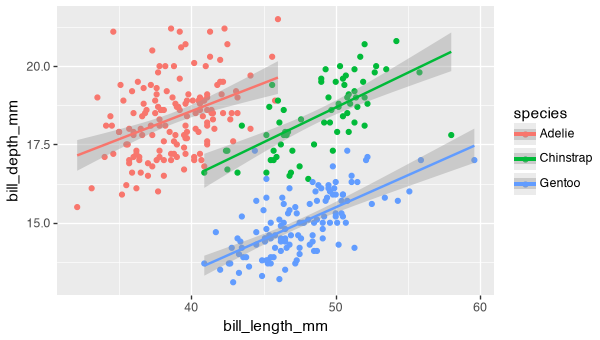 20.0
17.5
15.0
bill_depth_mm
40
50
60
bill_length_mm
species
Adelie
Chinstrap
Gentoo